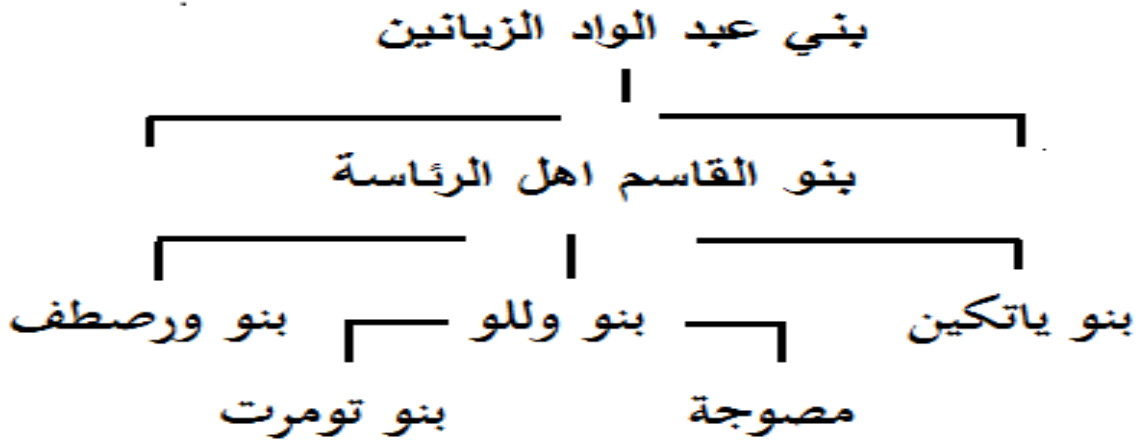 بني عبد الواد الزيانين
بنو القاسم اهل الرئاسة
بنو ياتكين بنو وللو بنو ورصطف
مصوجة بنو تومرت